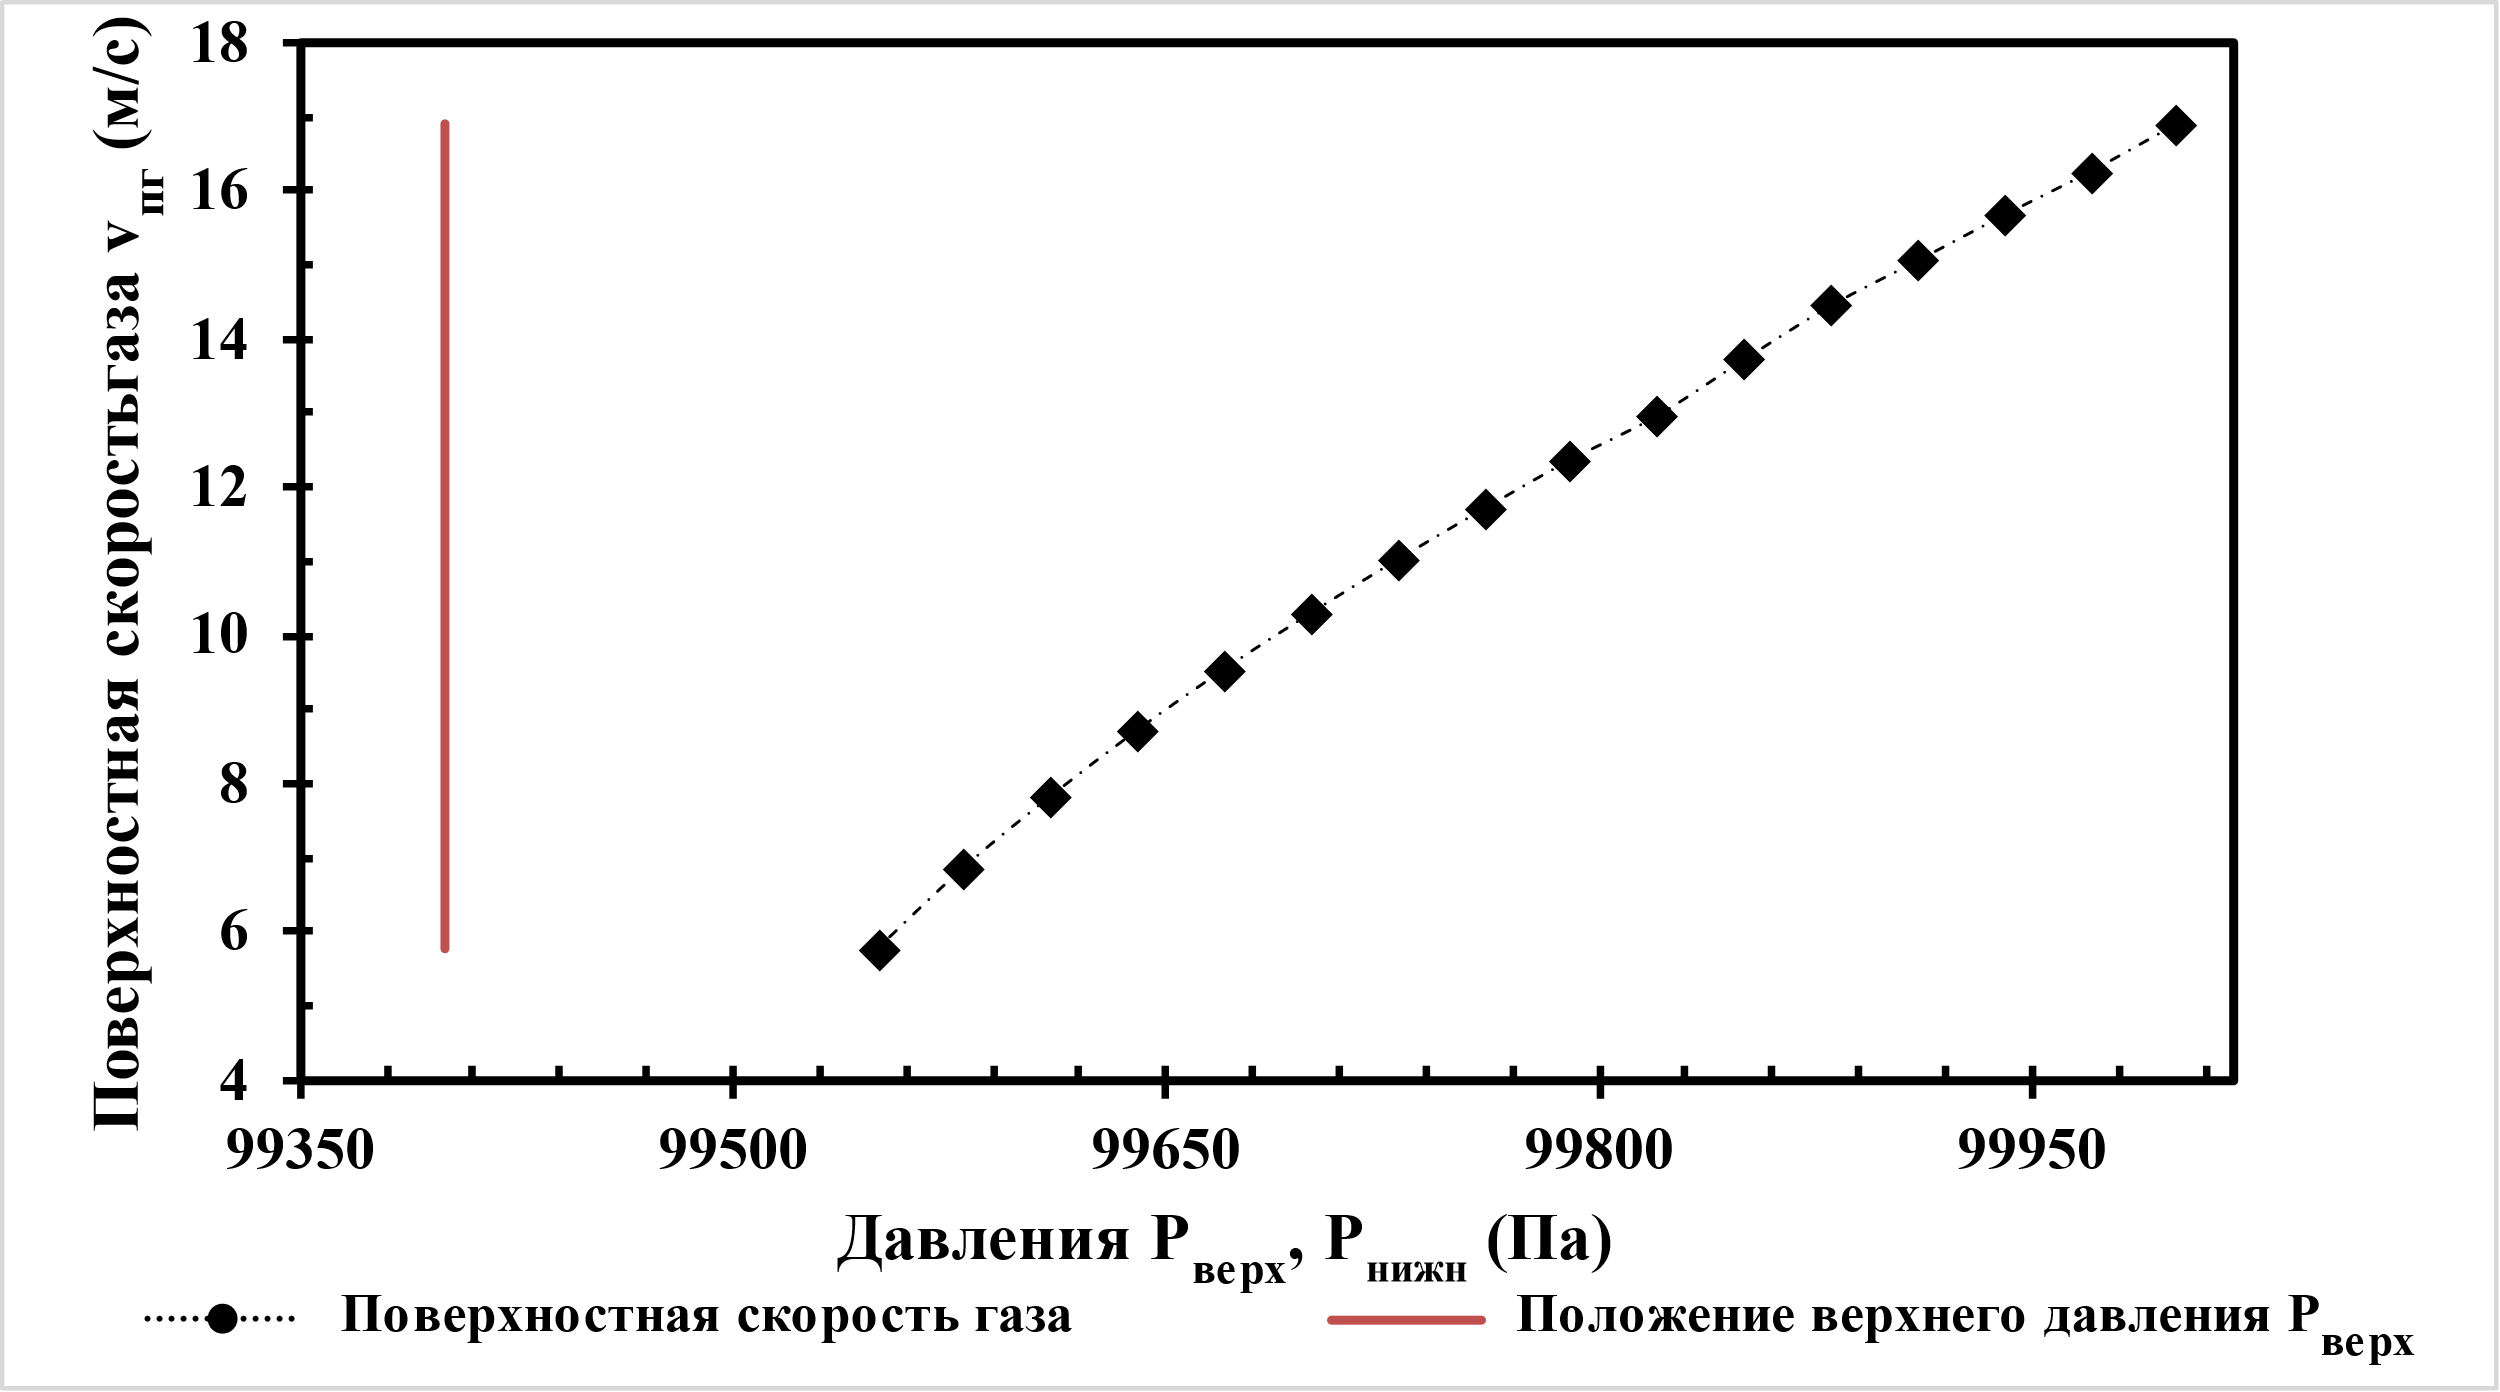 Поверхностная скоростьгаза vпг (м/с)
18
16
14
12
10
8
6
4
99350 99500 99650 99800 99950
Давления Pверх, Pнижн (Па)
Поверхностная скорость газа
Положение верхнего давления Pверх